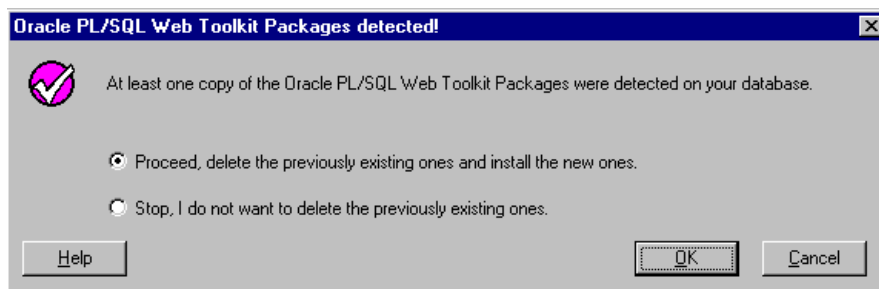 Oracle PL/SQL Web Toolkit Packages detected!
At least one copy of the Oracle PL/SQL Web Toolkit Packages were detected on your database.
Proceed, delete the previously existing ones and install the new ones.
Stop, I do not want to delete the previously existing ones.
Help OK Cancel